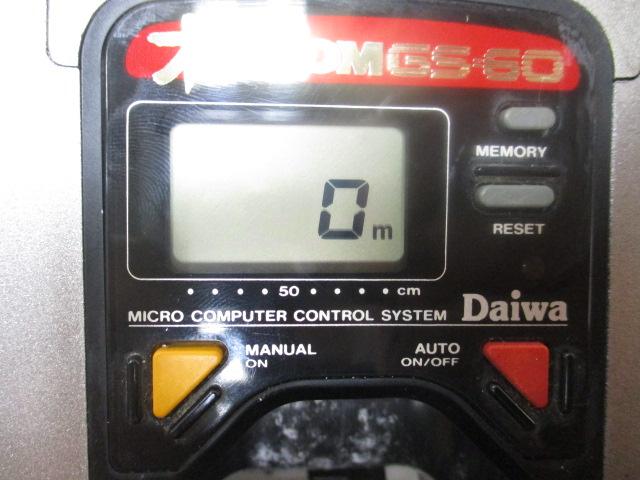 GS-60
MEMORY
0m
RESET
• • • • 50 • • • • cm
MICRO COMPUTER CONTROL SYSTEM Daiwa
MANUAL
ON
AUTO
ON/OFF